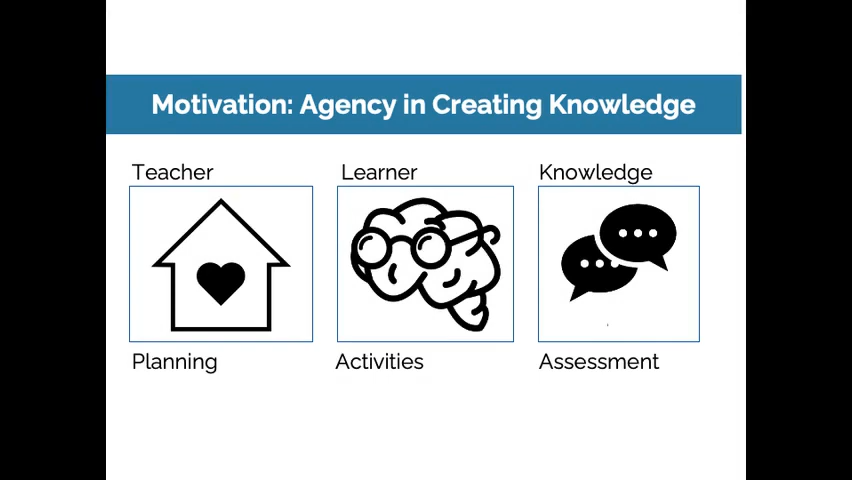 Motivation: Agency in Creating Knowledge
Teacher
Learner
Knowledge
Planning
Activities
Assessment